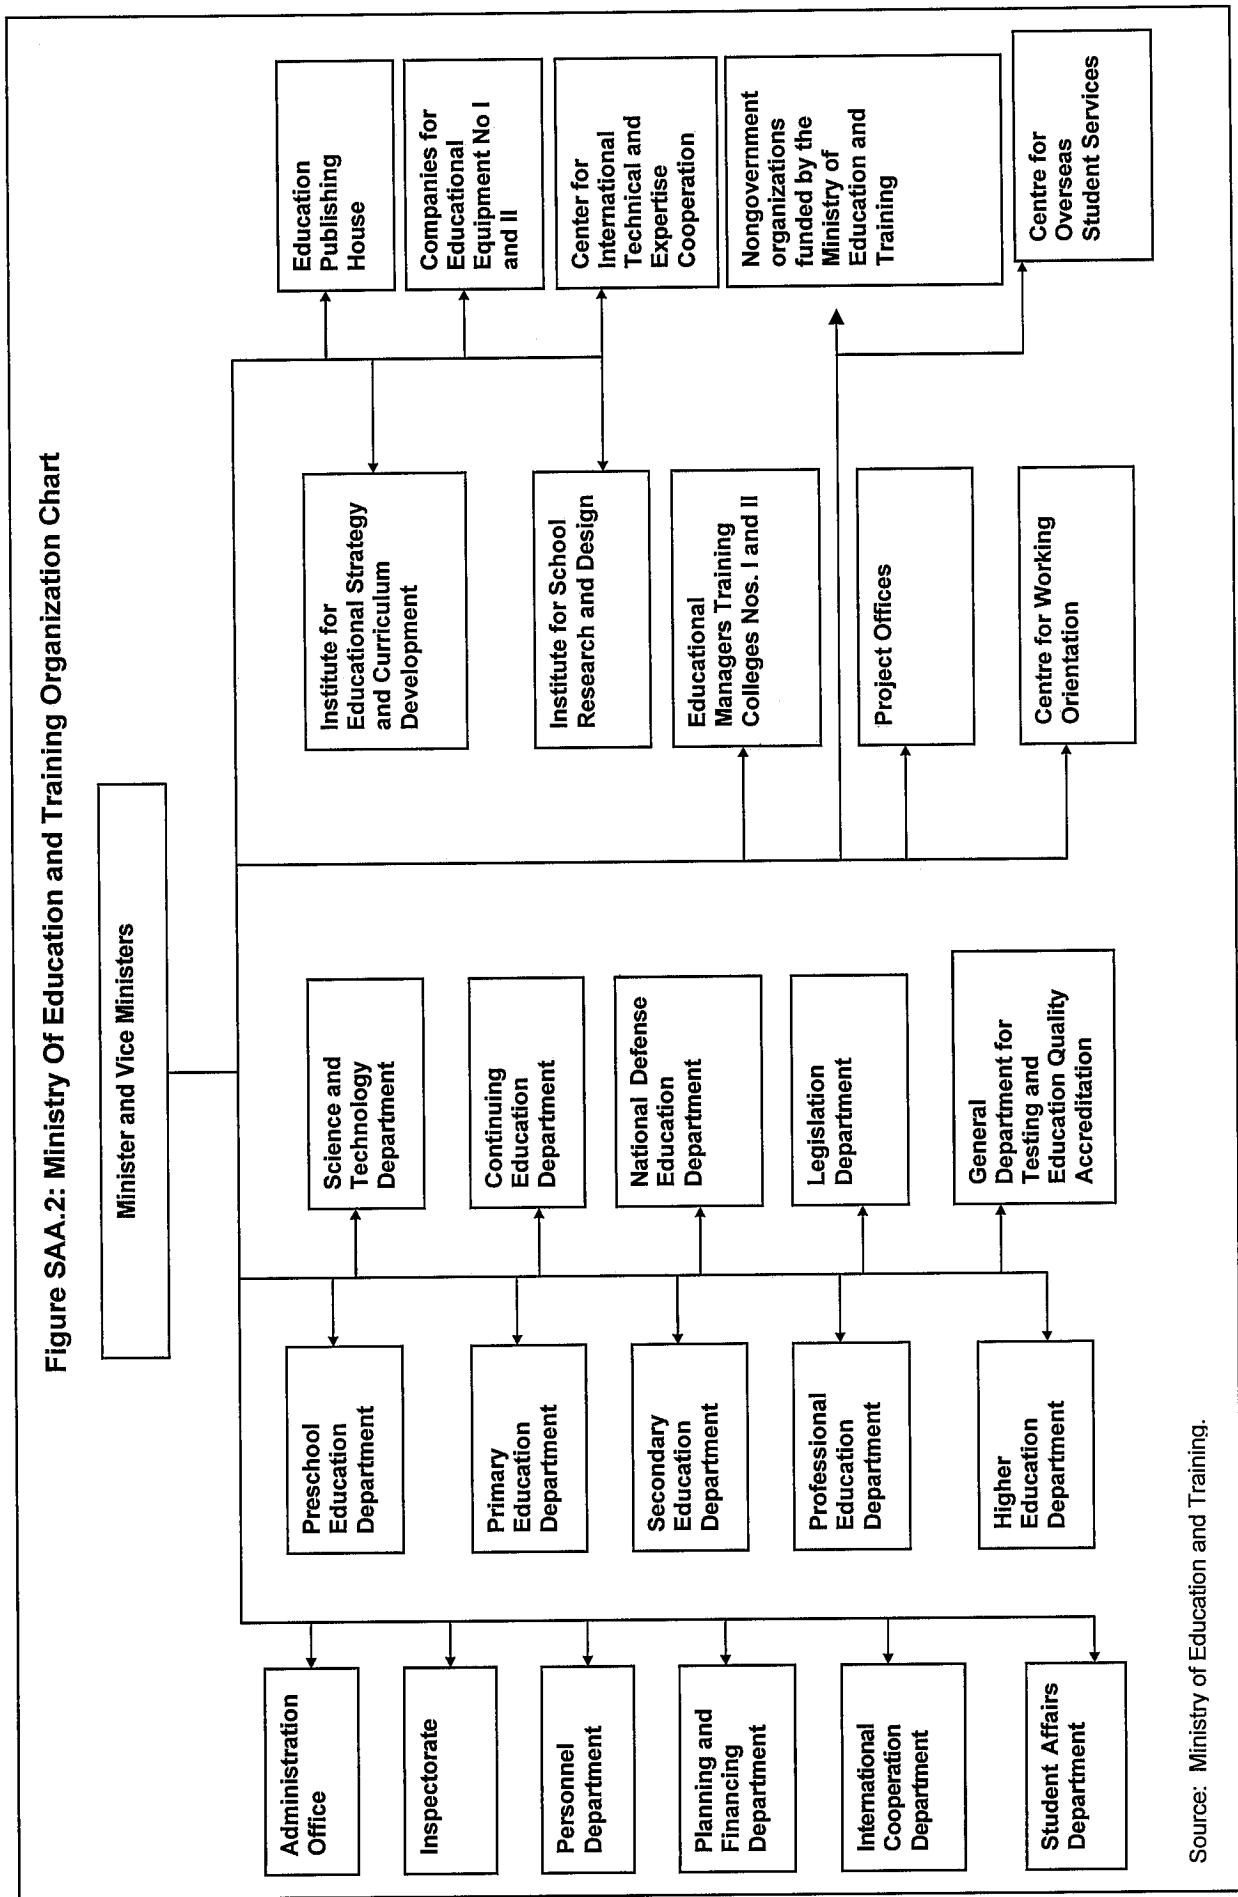 Figure SAA.2: Ministry Of Education and Training Organization Chart
Minister and Vice Ministers
Administration
Office
Inspectorate
Personnel
Department
Planning and
Financing
Department
International
Cooperation
Department
Student Affairs
Department
Preschool
Education
Department
Primary
Education
Department
Secondary
Education
Department
Professional
Education
Department
Higher
Education
Department
Science and
Technology
Department
Continuing
Education
Department
National Defense
Education
Department
Legislation
Department
General
Department for
Testing and
Education Quality
Accreditation
Institute for
Educational Strategy
and Curriculum
Development
Institute for School
Research and Design
Educational
Managers Training
Colleges Nos. I and II
Project Offices
Centre for Working
Orientation
Education
Publishing
House
Companies for
Educational
Equipment No I
and II
Center for
International
Technical and
Expertise
Cooperation
Nongovernment
organizations
funded by the
Ministry of
Education and
Training
Centre for
Overseas
Student Services
Source: Ministry of Education and Training.